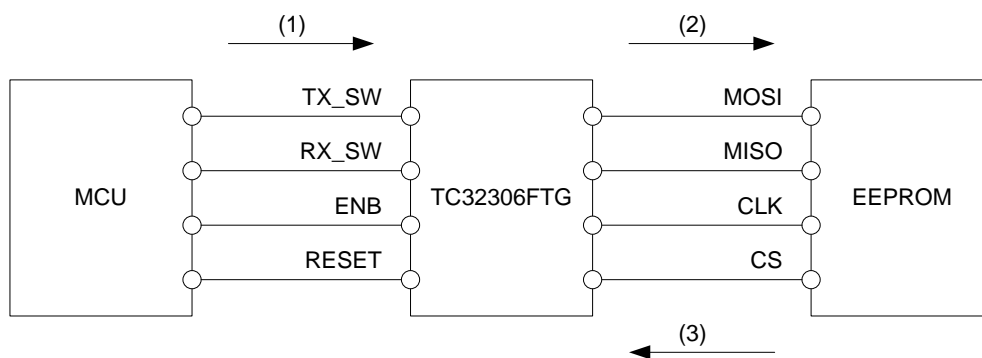 (1)
(2)
TX_SW
MOSI
RX_SW
MISO
MCU
TC32306FTG
EEPROM
ENB
CLK
RESET
CS
(3)